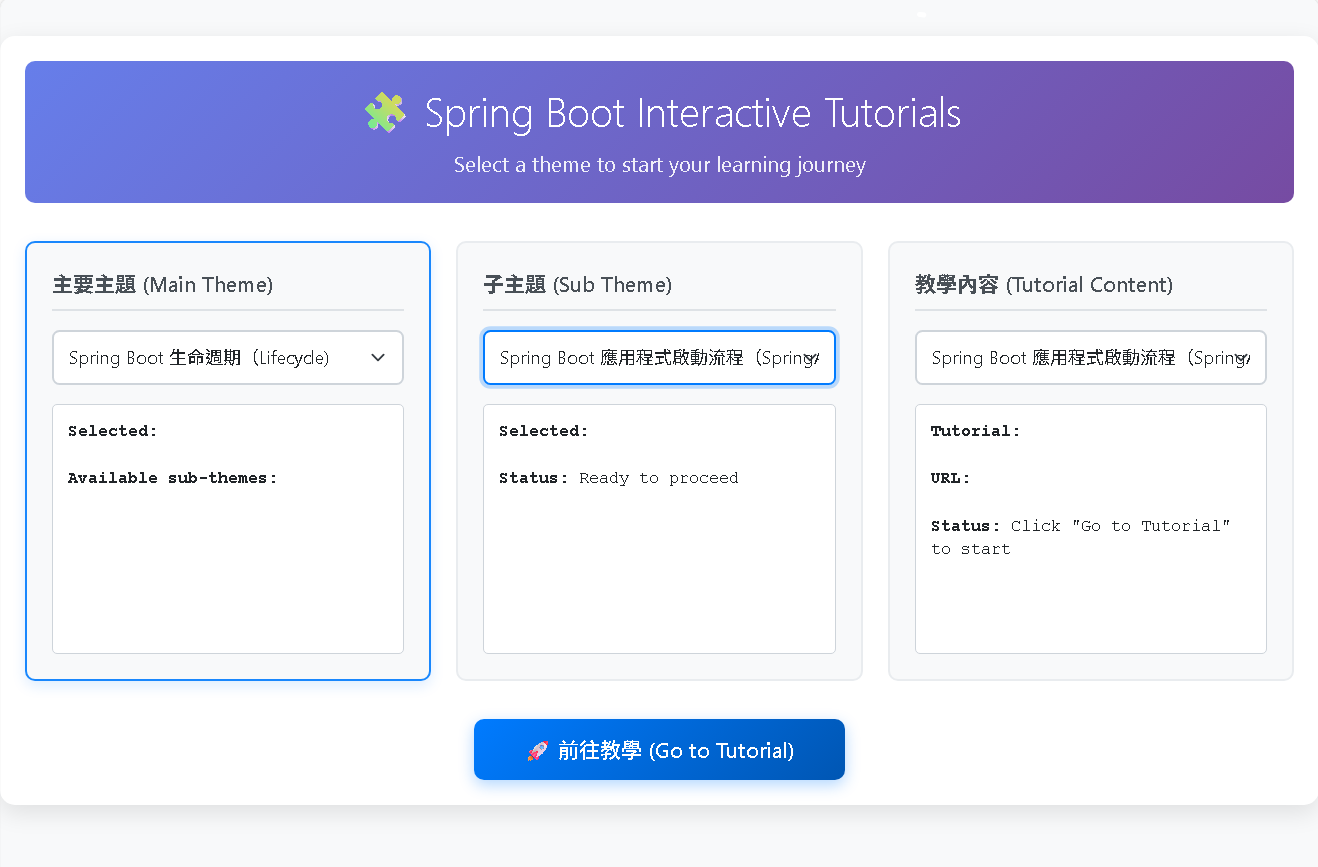 Spring Boot Interactive Tutorials
Select a theme to start your learning journey
主要主題 (Main Theme)
Spring Boot 生命週期（Lifecycle）
Selected:
Available sub-themes:
子主題 (Sub Theme)
Spring Boot 應用程式啟動流程（Spring
Selected:
Status: Ready to proceed
教學內容 (Tutorial Content)
Spring Boot 應用程式啟動流程（Spring
Tutorial:
URL:
Status: Click "Go to Tutorial"
to start
🚀 前往教學 (Go to Tutorial)